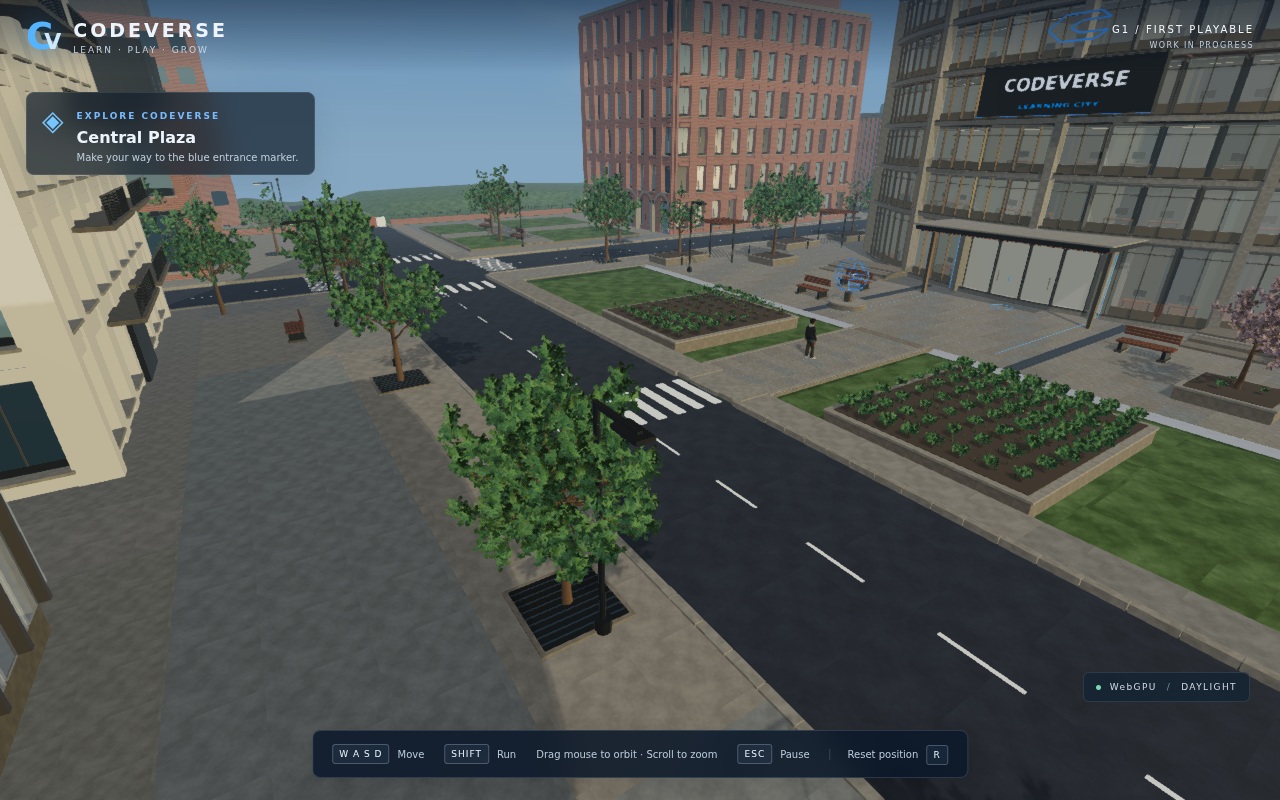 CV CODEVERSE
LEARN · PLAY · GROW
G1 / FIRST PLAYABLE
WORK IN PROGRESS
CODEVERSE
LEARNING CITY
EXPLORE CODEVERSE
Central Plaza
Make your way to the blue entrance marker.
WebGPU / DAYLIGHT
W A S D Move SHIFT Run Drag mouse to orbit · Scroll to zoom ESC Pause | Reset position R